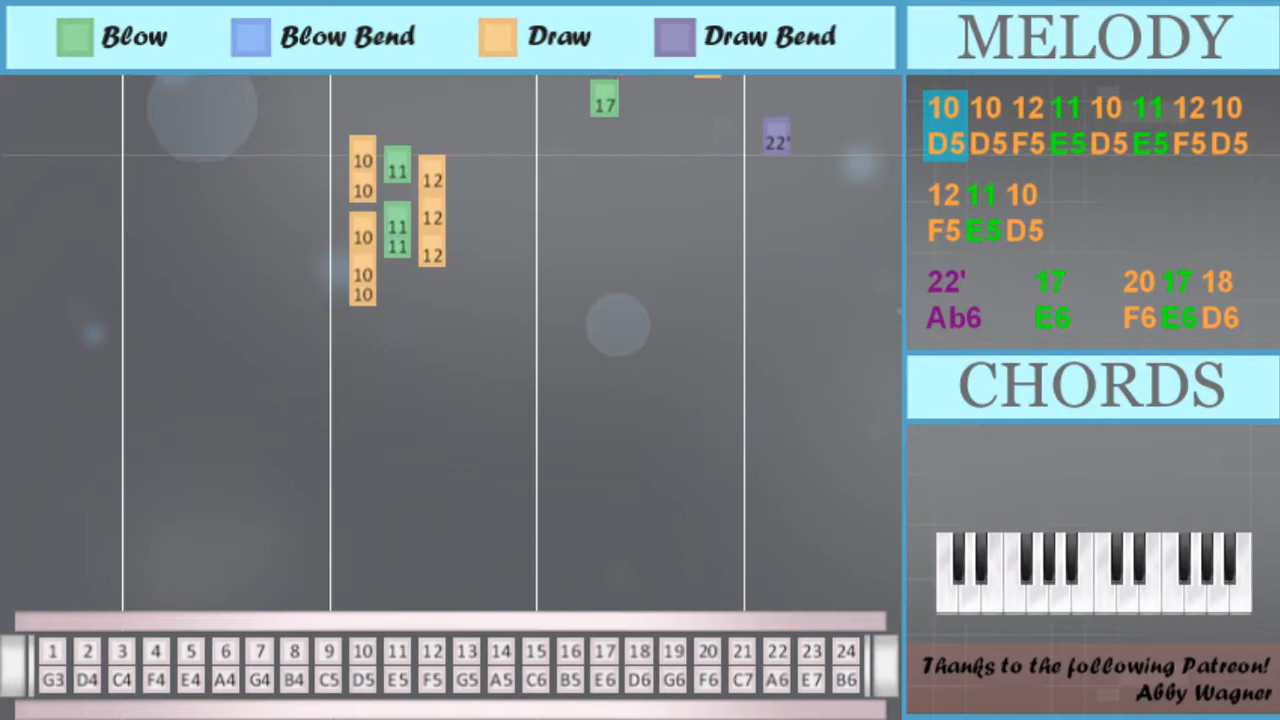 Blow Blow Bend Draw Draw Bend
MELODY
10 10 12 11 10 11 12 10
D5 D5 F5 E5 D5 E5 F5 D5
12 11 10
F5 E5 D5
22' 17 20 17 18
Ab6 E6 F6 E6 D6
17
22'
10
11
12
10
12
11
10
11
12
10
10
CHORDS
Thanks to the following Patreon!
Abby Wagner
1 2 3 4 5 6 7 8 9 10 11 12 13 14 15 16 17 18 19 20 21 22 23 24
G3 D4 C4 F4 E4 A4 G4 B4 C5 D5 E5 F5 G5 A5 C6 B5 E6 D6 G6 F6 C7 A6 E7 B6